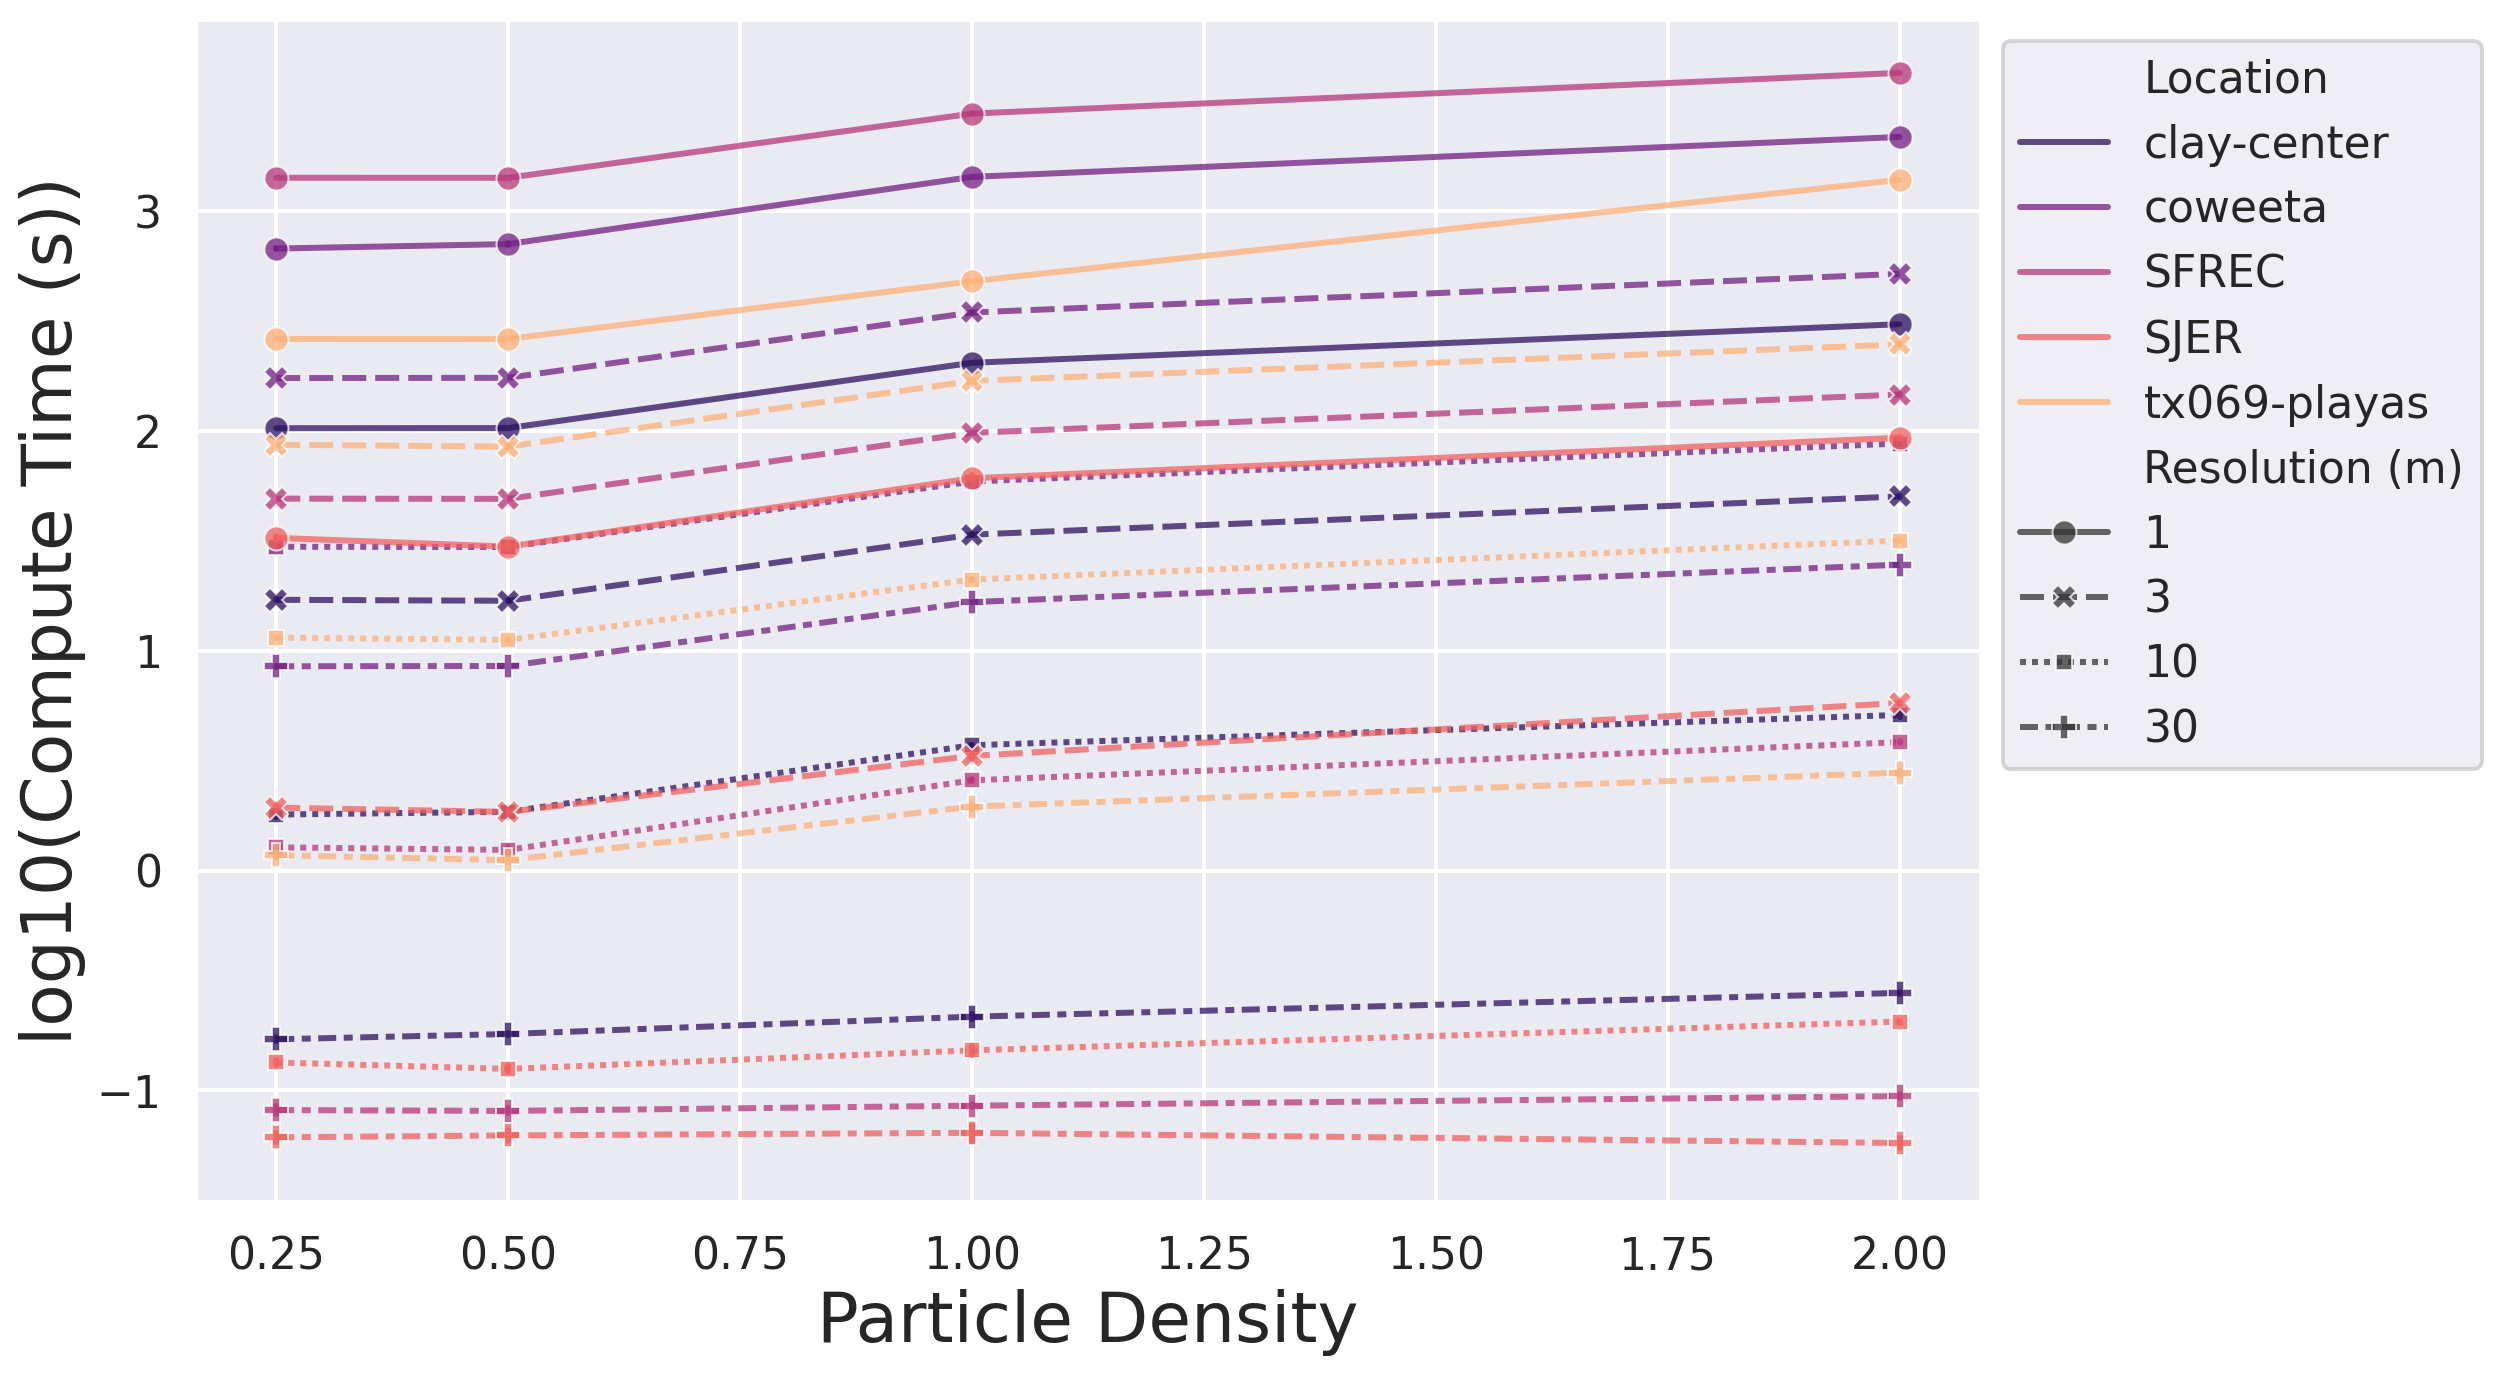 log10(Compute Time (s))
3
2
1
0
−1
0.25 0.50 0.75 1.00 1.25 1.50 1.75 2.00
Particle Density
Location
clay-center
coweeta
SFREC
SJER
tx069-playas
Resolution (m)
1
3
10
30